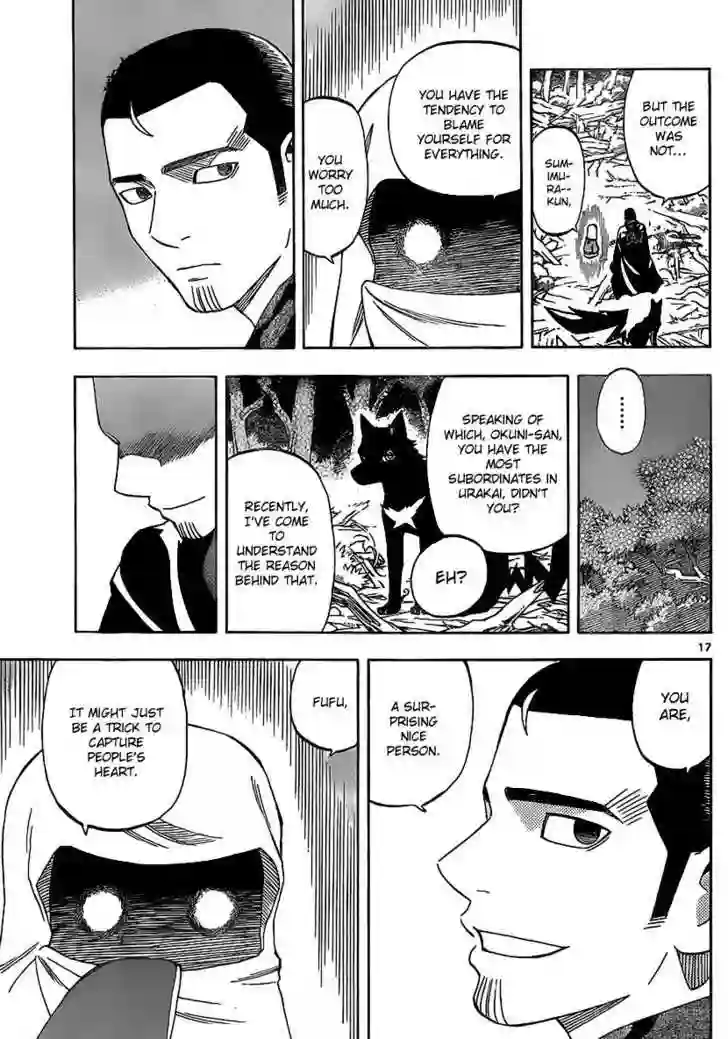 BUT THE
OUTCOME
WAS
NOT...
SUM-
IMU-
RA--
KUN,
YOU HAVE THE
TENDENCY TO
BLAME
YOURSELF FOR
EVERYTHING.
YOU
WORRY
TOO
MUCH.
......
SPEAKING OF
WHICH, OKUNI-SAN,
YOU HAVE THE
MOST
SUBORDINATES IN
URAKAI, DIDN'T
YOU?
EH?
RECENTLY,
I'VE COME
TO
UNDERSTAND
THE REASON
BEHIND THAT.
17
YOU
ARE,
A SUR-
PRISING
NICE
PERSON.
FUFU,
IT MIGHT JUST
BE A TRICK TO
CAPTURE
PEOPLE'S
HEART.